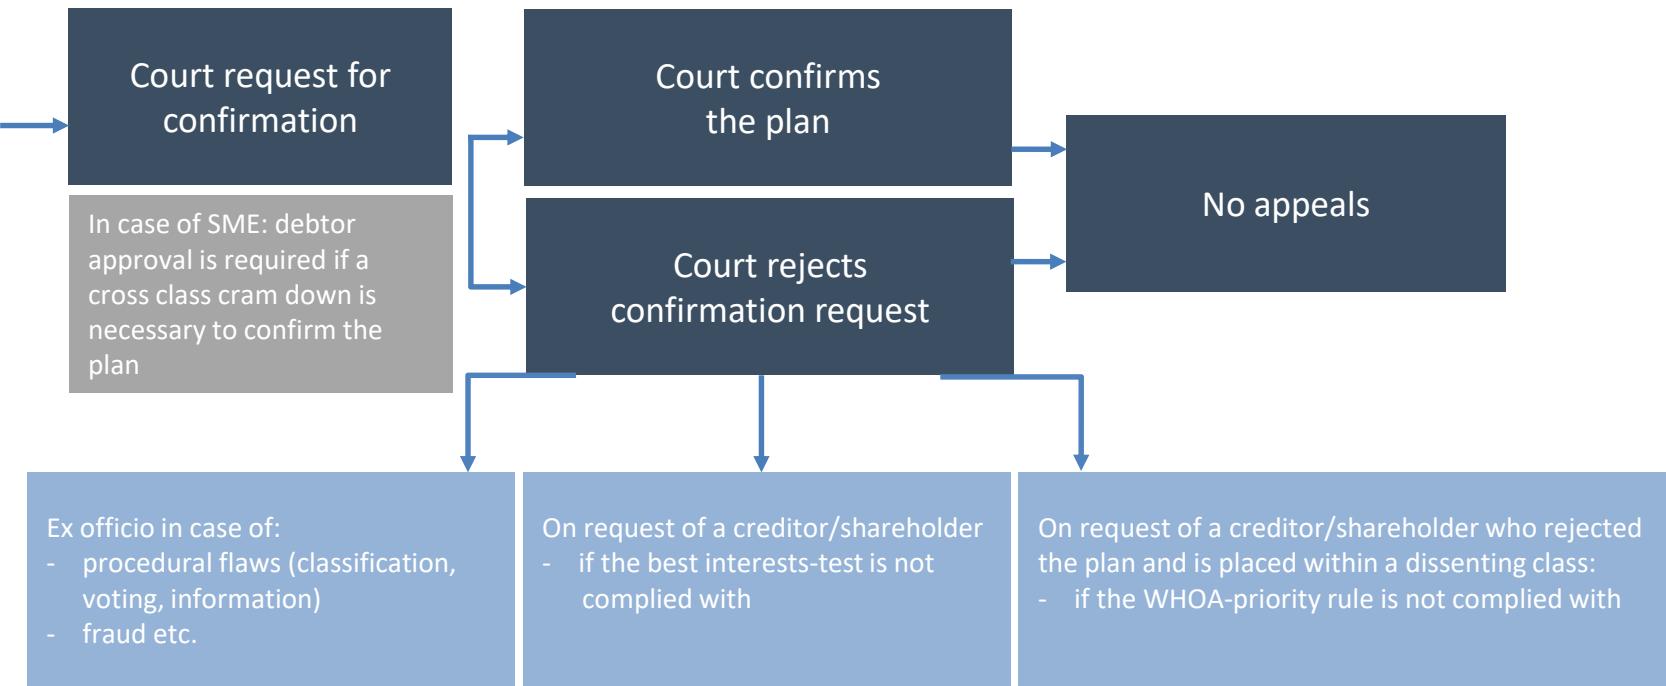 Court request for
confirmation
In case of SME: debtor
approval is required if a
cross class cram down is
necessary to confirm the
plan
Court confirms
the plan
Court rejects
confirmation request
No appeals
Ex officio in case of:
- procedural flaws (classification,
voting, information)
- fraud etc.
On request of a creditor/shareholder
- if the best interests-test is not
complied with
On request of a creditor/shareholder who rejected
the plan and is placed within a dissenting class:
- if the WHOA-priority rule is not complied with